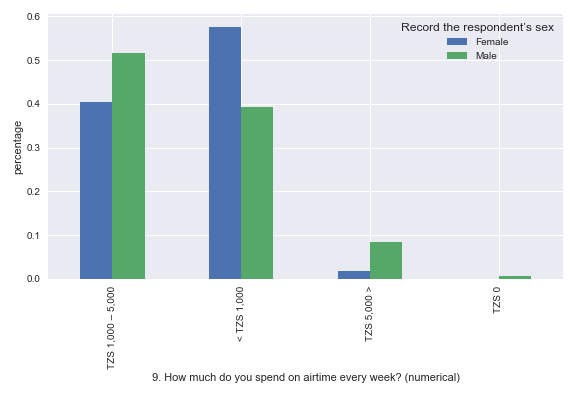 Record the respondent's sex
Female
Male
0.6
0.5
0.4
0.3
0.2
0.1
0.0
percentage
TZS 1,000 – 5,000
< TZS 1,000
TZS 5,000 >
TZS 0
9. How much do you spend on airtime every week? (numerical)